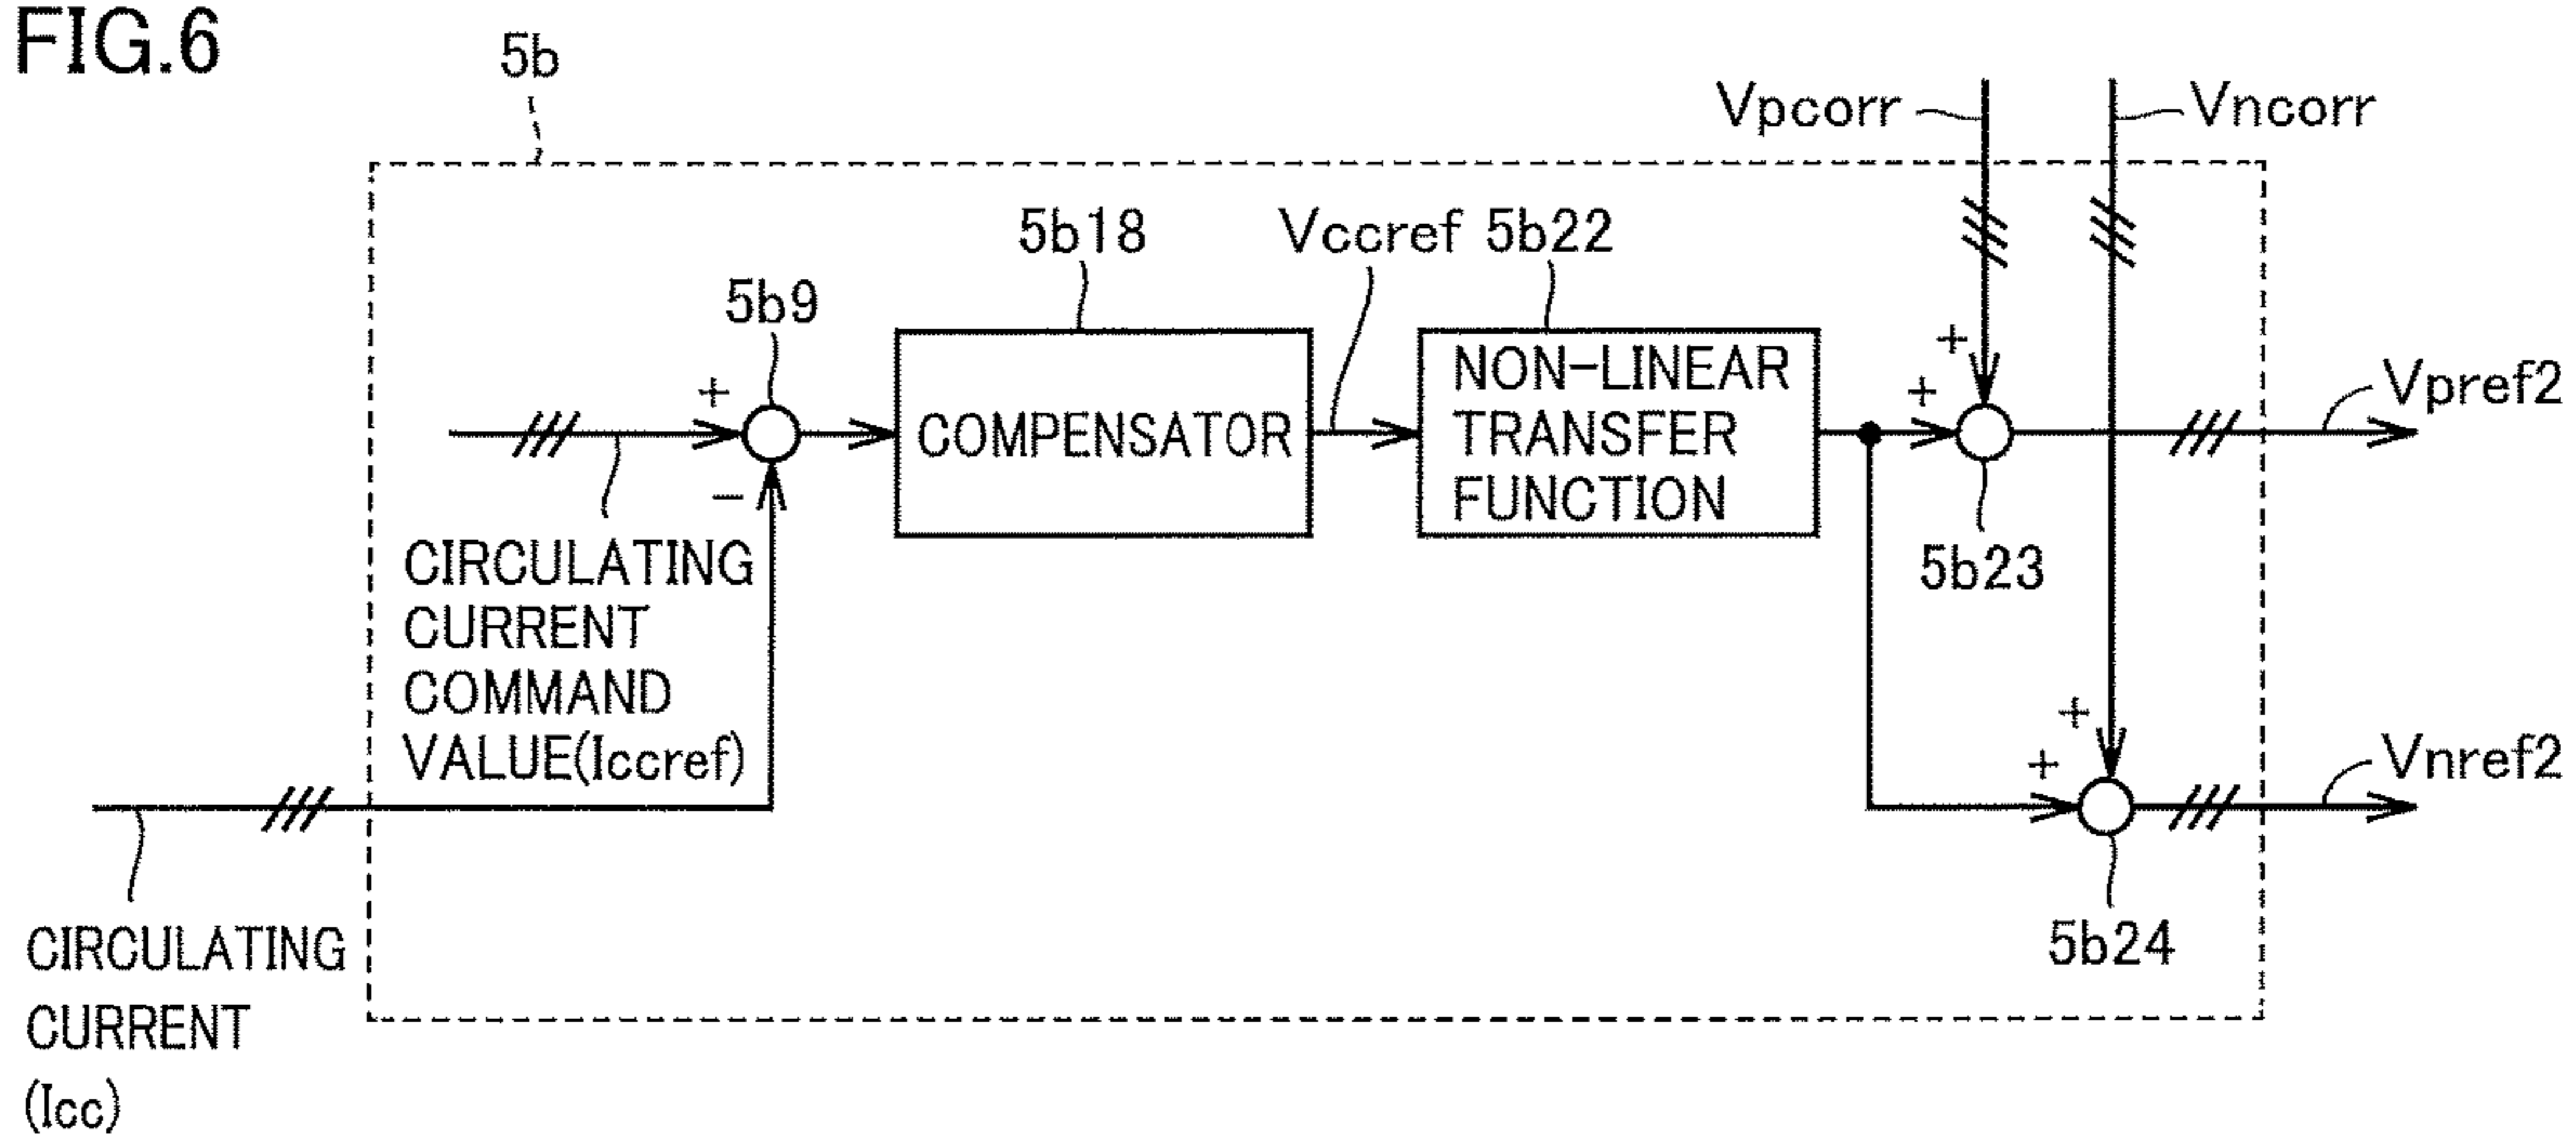 FIG.6
5b
Vpcorr
Vncorr
5b18
Vccref
5b22
5b9
+
-
COMPENSATOR
NON-LINEAR
TRANSFER
FUNCTION
+
+
Vpref2
5b23
CIRCULATING
CURRENT
COMMAND
VALUE(Iccref)
+
+
Vnref2
5b24
CIRCULATING
CURRENT
(Icc)